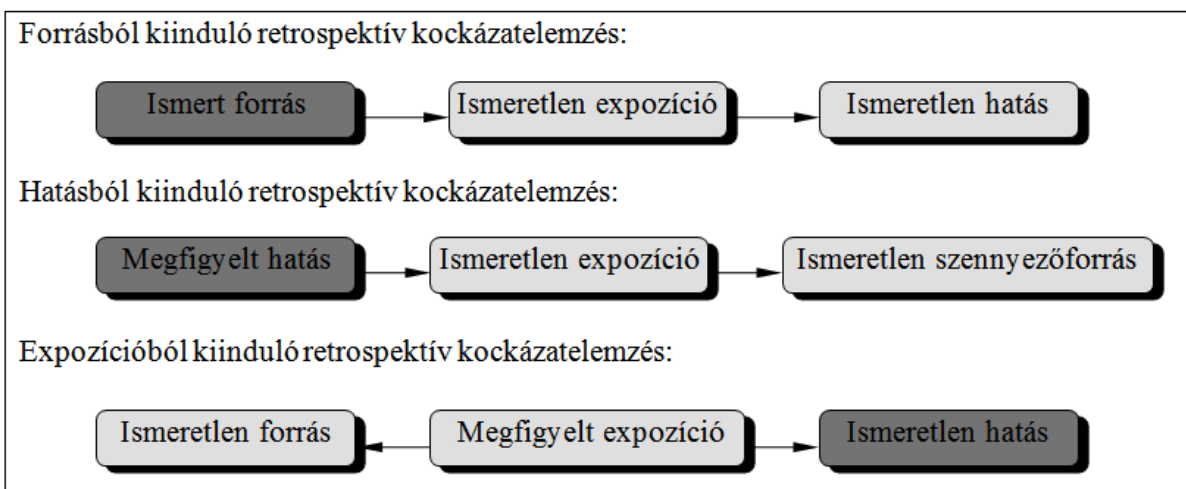 Forrásból kiinduló retrospektív kockázatelemzés:
Ismert forrás Ismeretlen expozíció Ismeretlen hatás
Hatásból kiinduló retrospektív kockázatelemzés:
Megfigyelt hatás Ismeretlen expozíció Ismeretlen szennyezőforrás
Expozícióból kiinduló retrospektív kockázatelemzés:
Ismeretlen forrás Megfigyelt expozíció Ismeretlen hatás